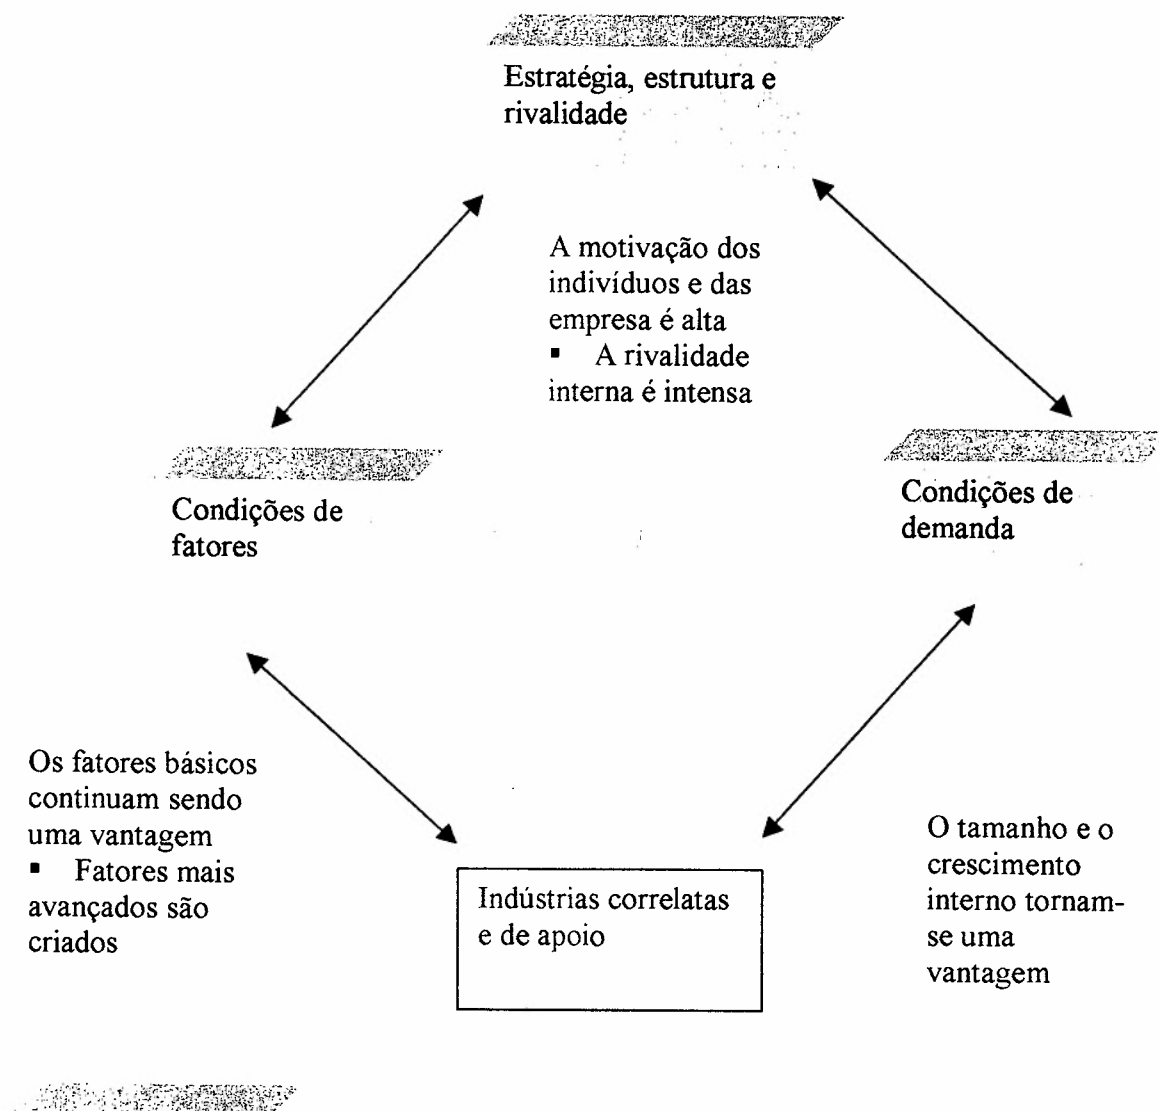 Estratégia, estrutura e
rivalidade
A motivação dos
indivíduos e das
empresa é alta
▪ A rivalidade
interna é intensa
Condições de
fatores
Condições de
demanda
Os fatores básicos
continuam sendo
uma vantagem
▪ Fatores mais
avançados são
criados
Indústrias correlatas
e de apoio
O tamanho e o
crescimento
interno tornam-
se uma
vantagem